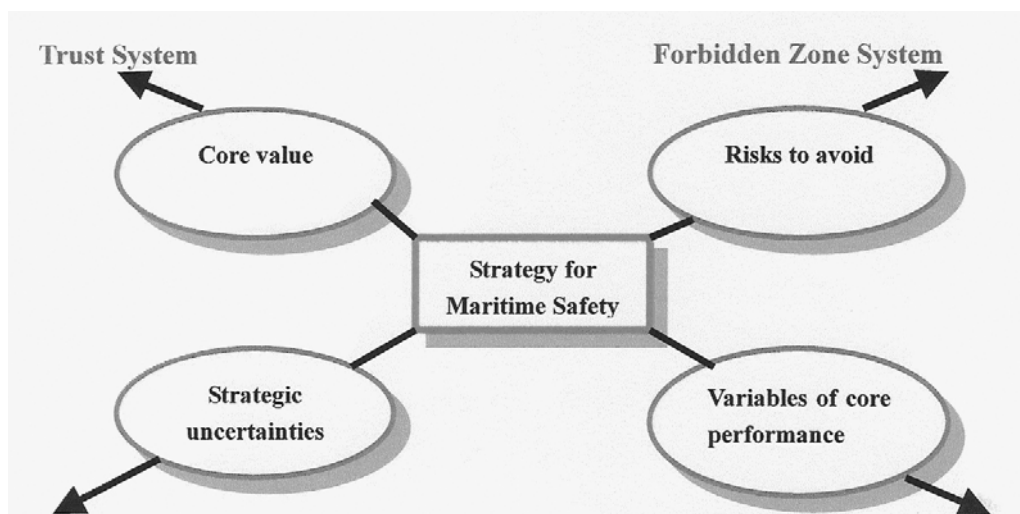 Trust System
Forbidden Zone System
Core value
Risks to avoid
Strategy for
Maritime Safety
Strategic
uncertainties
Variables of core
performance